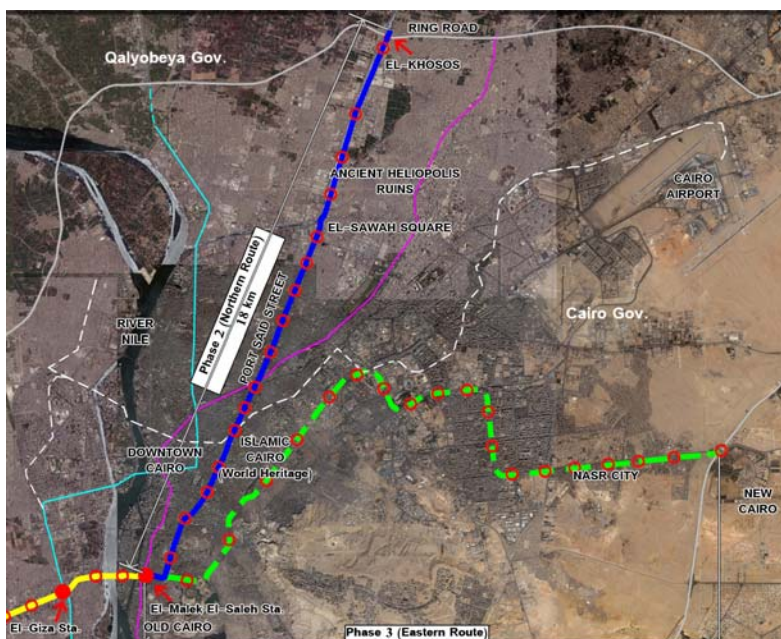 RING ROAD
Qalyobeya Gov.
EL-KHOSOS
ANCIENT HELIOPOLIS
RUINS
CAIRO
AIRPORT
EL-SAWAH SQUARE
Phase 2 (Northern Route)
18 km
PORT SAID STREET
Cairo Gov.
RIVER
NILE
DOWNTOWN
CAIRO
ISLAMIC
CAIRO
(World Heritage)
NASR CITY
NEW
CAIRO
El-Malek El-Saleh Sta.
El-Giza Sta.
OLD CAIRO
Phase 3 (Eastern Route)